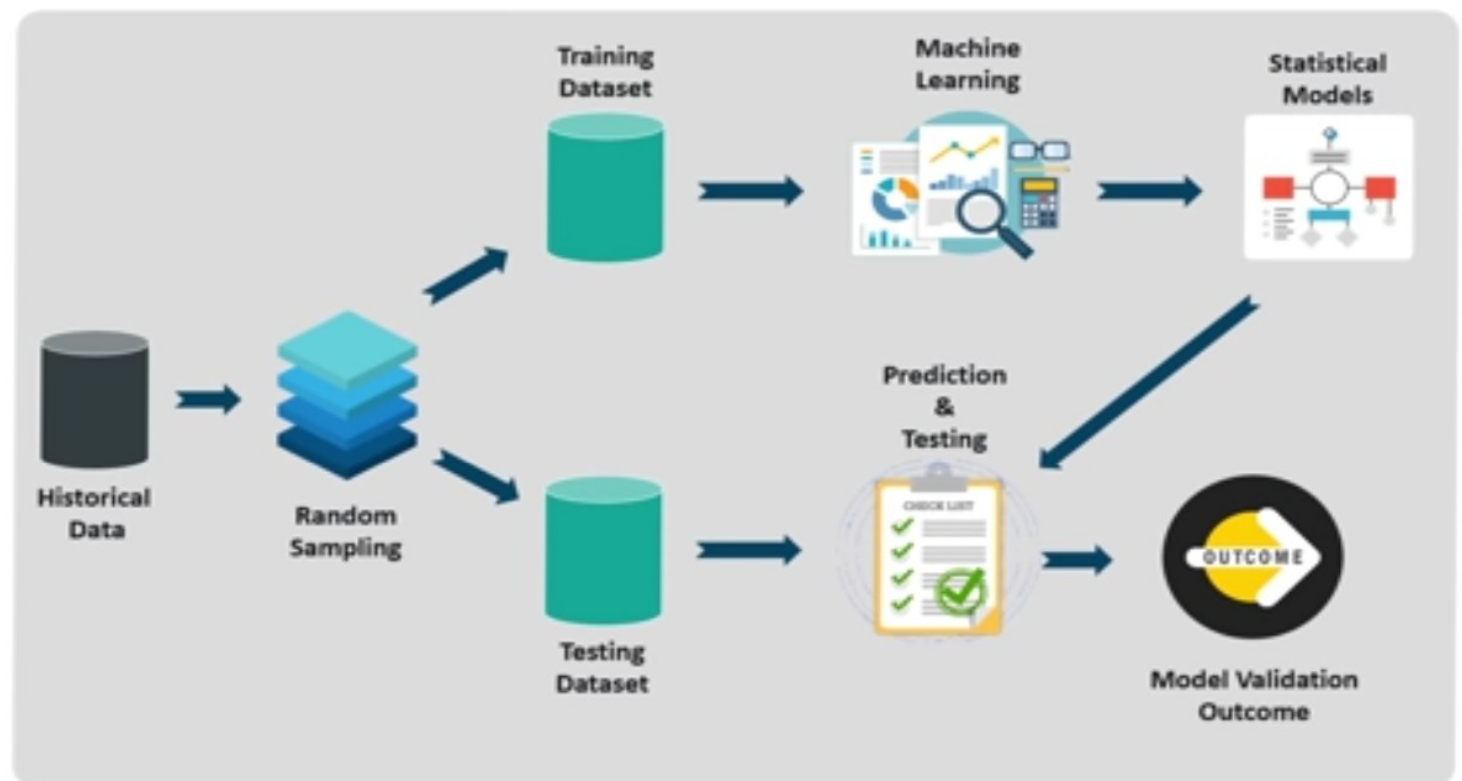 Training
Dataset
Machine
Learning
Statistical
Models
Historical
Data
Random
Sampling
Prediction
&
Testing
CHECK LIST
Testing
Dataset
OUTCOME
Model Validation
Outcome